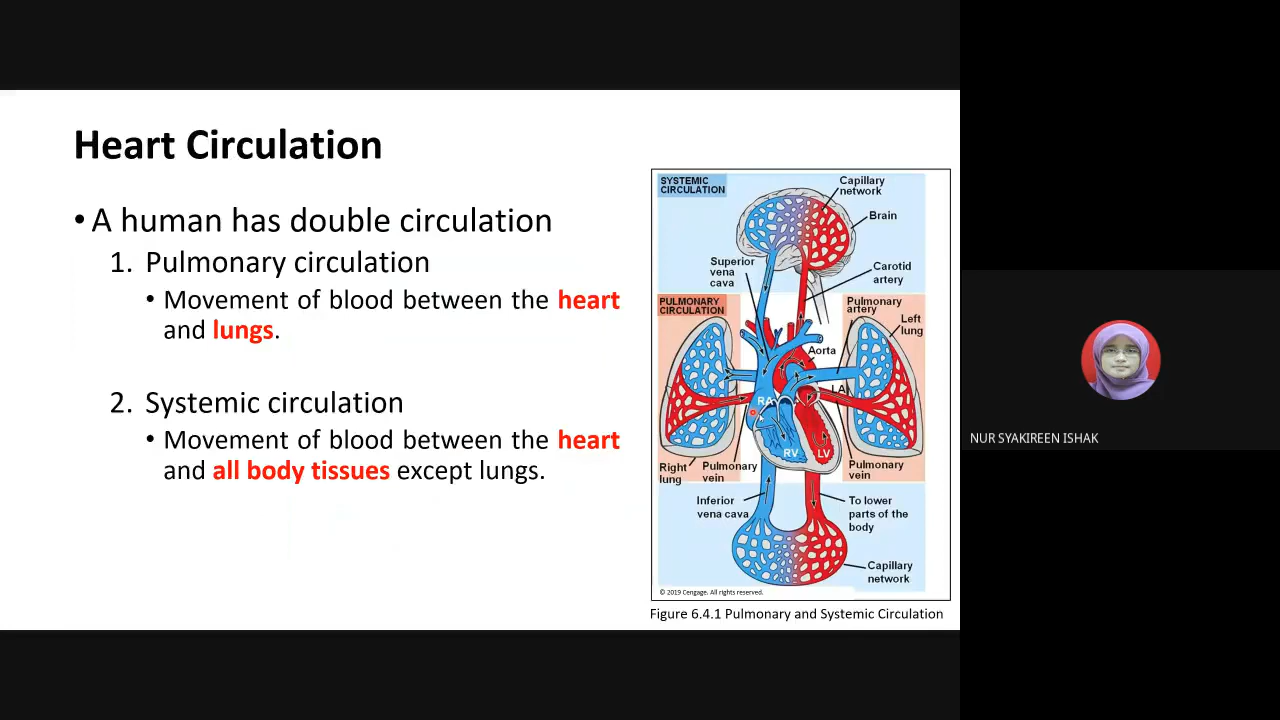 Heart Circulation
• A human has double circulation
1. Pulmonary circulation
• Movement of blood between the heart
and lungs.
2. Systemic circulation
• Movement of blood between the heart
and all body tissues except lungs.
SYSTEMIC
CIRCULATION
Capillary
network
Brain
Superior
vena
cava
Carotid
artery
PULMONARY
CIRCULATION
Pulmonary
artery
Left
lung
Aorta
LA
RA
RV
LV
Right
lung
Pulmonary
vein
Pulmonary
vein
Inferior
vena cava
To lower
parts of the
body
Capillary
network
© 2019 Cengage. All rights reserved.
Figure 6.4.1 Pulmonary and Systemic Circulation
NUR SYAKIREEN ISHAK